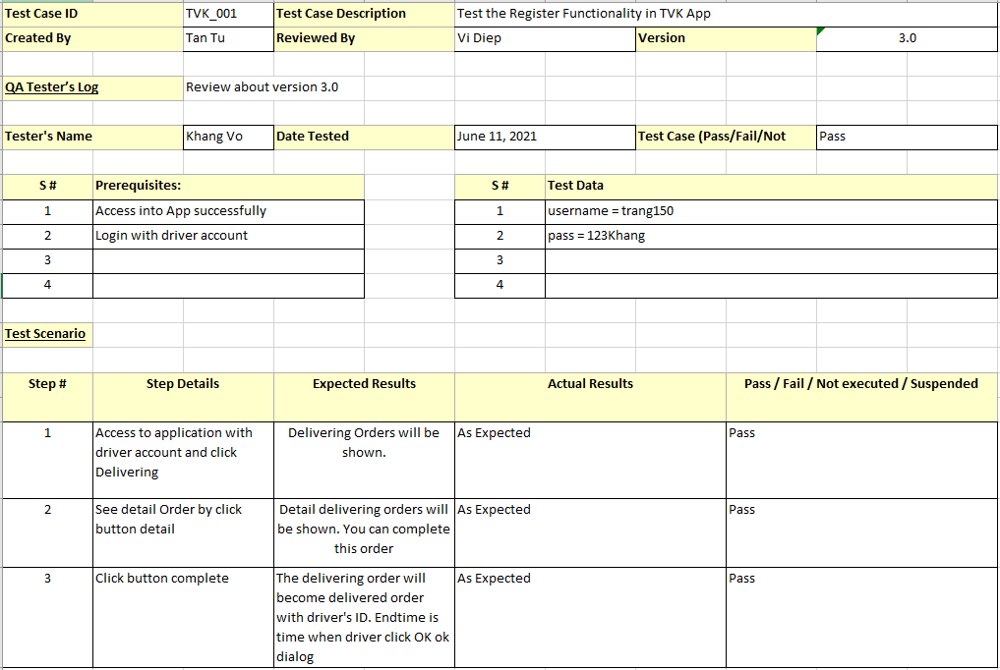 Test Case ID TVK_001 Test Case Description Test the Register Functionality in TVK App
Created By Tan Tu Reviewed By Vi Diep Version 3.0
QA Tester's Log Review about version 3.0
Tester's Name Khang Vo Date Tested June 11, 2021 Test Case (Pass/Fail/Not Pass
S # Prerequisites: S # Test Data
1 Access into App successfully 1 username = trang150
2 Login with driver account 2 pass = 123Khang
3 3
4 4
Test Scenario
Step # Step Details Expected Results Actual Results Pass / Fail / Not executed / Suspended
1 Access to application with Delivering Orders will be As Expected Pass
driver account and click shown.
Delivering
2 See detail Order by click Detail delivering orders will As Expected Pass
button detail be shown. You can complete
this order
3 Click button complete The delivering order will As Expected Pass
become delivered order
with driver's ID. Endtime is
time when driver click OK ok
dialog